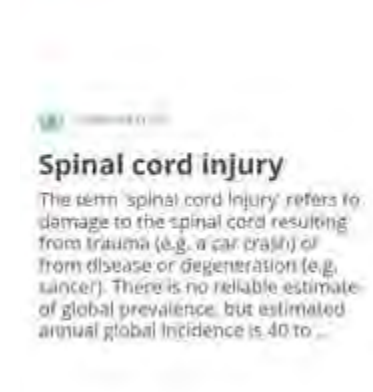 Spinal cord injury
The term 'spinal cord injury' refers to
damage to the spinal cord resulting
from trauma (e.g. a car crash) or
from disease or degeneration (e.g.
cancer). There is no reliable estimate
of global prevalence, but estimated
annual global incidence is 40 to ...